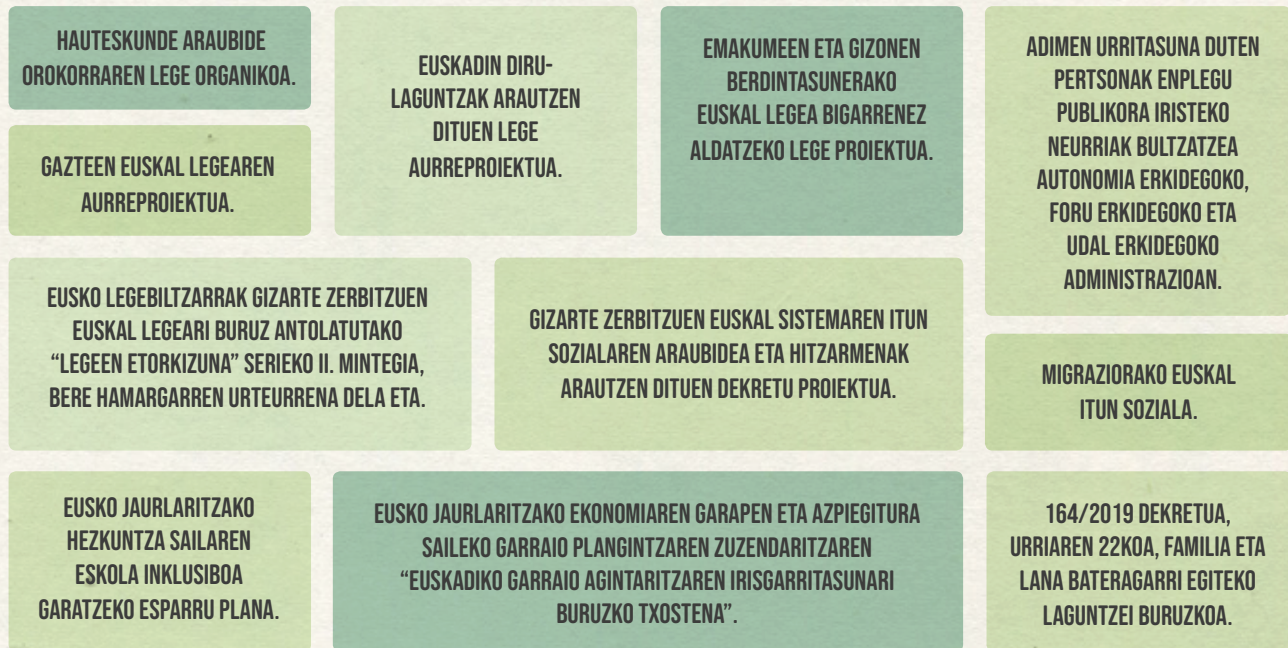 HAUTESKUNDE ARAUBIDE
OROKORRAREN LEGE ORGANIKOA.
GAZTEEN EUSKAL LEGEAREN
AURREPROIEKTUA.
EUSKADIN DIRU-
LAGUNTZAK ARAUTZEN
DITUEN LEGE
AURREPROIEKTUA.
EMAKUMEEN ETA GIZONEN
BERDINTASUNERAKO
EUSKAL LEGEA BIGARRENEZ
ALDATZEKO LEGE PROIEKTUA.
ADIMEN URRITASUNA DUTEN
PERTSONAK ENPLEGU
PUBLIKORA IRISTEKO
NEURRIAK BULTZATZEA
AUTONOMIA ERKIDEGOKO,
FORU ERKIDEGOKO ETA
UDAL ERKIDEGOKO
ADMINISTRAZIOAN.
EUSKO LEGEBILTZARRAK GIZARTE ZERBITZUEN
EUSKAL LEGEARI BURUZ ANTOLATUTAKO
“LEGEEN ETORKIZUNA” SERIEKO II. MINTEGIA,
BERE HAMARGARREN URTEURRENA DELA ETA.
GIZARTE ZERBITZUEN EUSKAL SISTEMAREN ITUN
SOZIALAREN ARAUBIDEA ETA HITZARMENAK
ARAUTZEN DITUEN DEKRETU PROIEKTUA.
MIGRAZIORAKO EUSKAL
ITUN SOZIALA.
EUSKO JAURLARITZAKO
HEZKUNTZA SAILAREN
ESKOLA INKLUSIBOA
GARATZEKO ESPARRU PLANA.
EUSKO JAURLARITZAKO EKONOMIAREN GARAPEN ETA AZPIEGITURA
SAILEKO GARRAIO PLANGINTZAREN ZUZENDARITZAREN
“EUSKADIKO GARRAIO AGINTARITZAREN IRISGARRITASUNARI
BURUZKO TXOSTENA”.
164/2019 DEKRETUA,
URRIAREN 22KOA, FAMILIA ETA
LANA BATERAGARRI EGITEKO
LAGUNTZEI BURUZKOA.